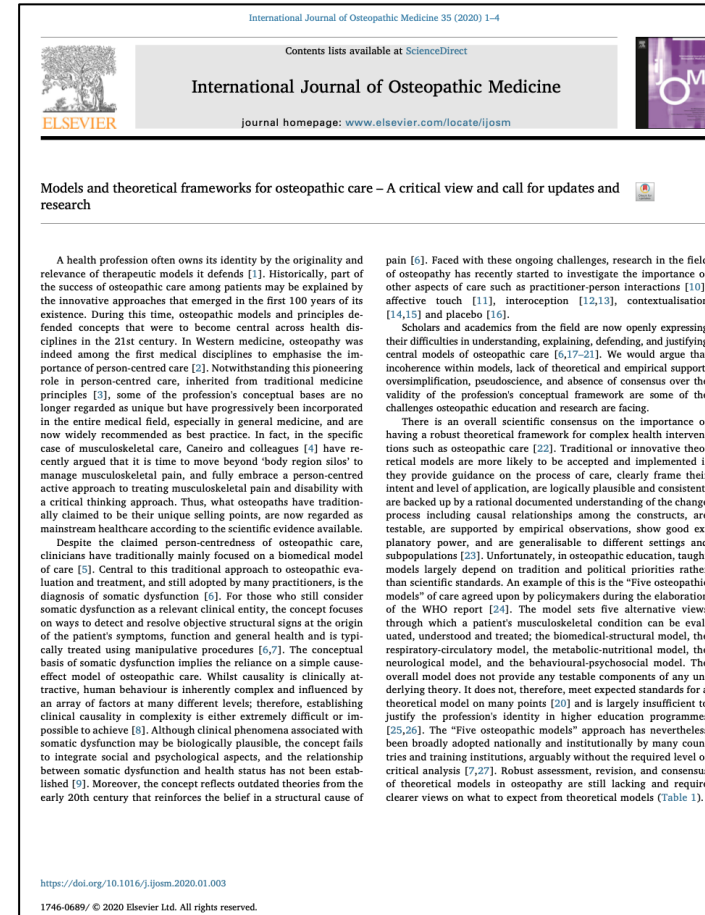 International Journal of Osteopathic Medicine 35 (2020) 1–4
Contents lists available at ScienceDirect
International Journal of Osteopathic Medicine
journal homepage: www.elsevier.com/locate/ijosm
ELSEVIER
Models and theoretical frameworks for osteopathic care – A critical view and call for updates and
research
A health profession often owns its identity by the originality and
relevance of therapeutic models it defends [1]. Historically, part of
the success of osteopathic care among patients may be explained by
the innovative approaches that emerged in the first 100 years of its
existence. During this time, osteopathic models and principles de-
fended concepts that were to become central across health dis-
ciplines in the 21st century. In Western medicine, osteopathy was
indeed among the first medical disciplines to emphasise the im-
portance of person-centred care [2]. Notwithstanding this pioneering
role in person-centred care, inherited from traditional medicine
principles [3], some of the profession's conceptual bases are no
longer regarded as unique but have progressively been incorporated
in the entire medical field, especially in general medicine, and are
now widely recommended as best practice. In fact, in the specific
case of musculoskeletal care, Caneiro and colleagues [4] have re-
cently argued that it is time to move beyond ‘body region silos’ to
manage musculoskeletal pain, and fully embrace a person-centred
active approach to treating musculoskeletal pain and disability with
a critical thinking approach. Thus, what osteopaths have tradition-
ally claimed to be their unique selling points, are now regarded as
mainstream healthcare according to the scientific evidence available.
Despite the claimed person-centredness of osteopathic care,
clinicians have traditionally mainly focused on a biomedical model
of care [5]. Central to this traditional approach to osteopathic eva-
luation and treatment, and still adopted by many practitioners, is the
diagnosis of somatic dysfunction [6]. For those who still consider
somatic dysfunction as a relevant clinical entity, the concept focuses
on ways to detect and resolve objective structural signs at the origin
of the patient's symptoms, function and general health and is typi-
cally treated using manipulative procedures [6,7]. The conceptual
basis of somatic dysfunction implies the reliance on a simple cause-
effect model of osteopathic care. Whilst causality is clinically at-
tractive, human behaviour is inherently complex and influenced by
an array of factors at many different levels; therefore, establishing
clinical causality in complexity is either extremely difficult or im-
possible to achieve [8]. Although clinical phenomena associated with
somatic dysfunction may be biologically plausible, the concept fails
to integrate social and psychological aspects, and the relationship
between somatic dysfunction and health status has not been estab-
lished [9]. Moreover, the concept reflects outdated theories from the
early 20th century that reinforces the belief in a structural cause of
pain [6]. Faced with these ongoing challenges, research in the field
of osteopathy has recently started to investigate the importance o
other aspects of care such as practitioner-person interactions [10]
affective touch [11], interoception [12,13], contextualisation
[14,15] and placebo [16].
Scholars and academics from the field are now openly expressing
their difficulties in understanding, explaining, defending, and justifying
central models of osteopathic care [6,17–21]. We would argue tha
incoherence within models, lack of theoretical and empirical support
oversimplification, pseudoscience, and absence of consensus over the
validity of the profession's conceptual framework are some of the
challenges osteopathic education and research are facing.
There is an overall scientific consensus on the importance o
having a robust theoretical framework for complex health interven
tions such as osteopathic care [22]. Traditional or innovative theo
retical models are more likely to be accepted and implemented i
they provide guidance on the process of care, clearly frame thei
intent and level of application, are logically plausible and consistent
are backed up by a rational documented understanding of the change
process including causal relationships among the constructs, are
testable, are supported by empirical observations, show good ex
planatory power, and are generalisable to different settings and
subpopulations [23]. Unfortunately, in osteopathic education, taugh
models largely depend on tradition and political priorities rathe
than scientific standards. An example of this is the “Five osteopathic
models” of care agreed upon by policymakers during the elaboration
of the WHO report [24]. The model sets five alternative views
through which a patient's musculoskeletal condition can be eval
uated, understood and treated; the biomedical-structural model, the
respiratory-circulatory model, the metabolic-nutritional model, the
neurological model, and the behavioural-psychosocial model. The
overall model does not provide any testable components of any un
derlying theory. It does not, therefore, meet expected standards for a
theoretical model on many points [20] and is largely insufficient to
justify the profession's identity in higher education programme
[25,26]. The “Five osteopathic models” approach has nevertheles
been broadly adopted nationally and institutionally by many coun
tries and training institutions, arguably without the required level o
critical analysis [7,27]. Robust assessment, revision, and consensus
of theoretical models in osteopathy are still lacking and require
clearer views on what to expect from theoretical models (Table 1).
https://doi.org/10.1016/j.ijosm.2020.01.003
1746-0689/ © 2020 Elsevier Ltd. All rights reserved.